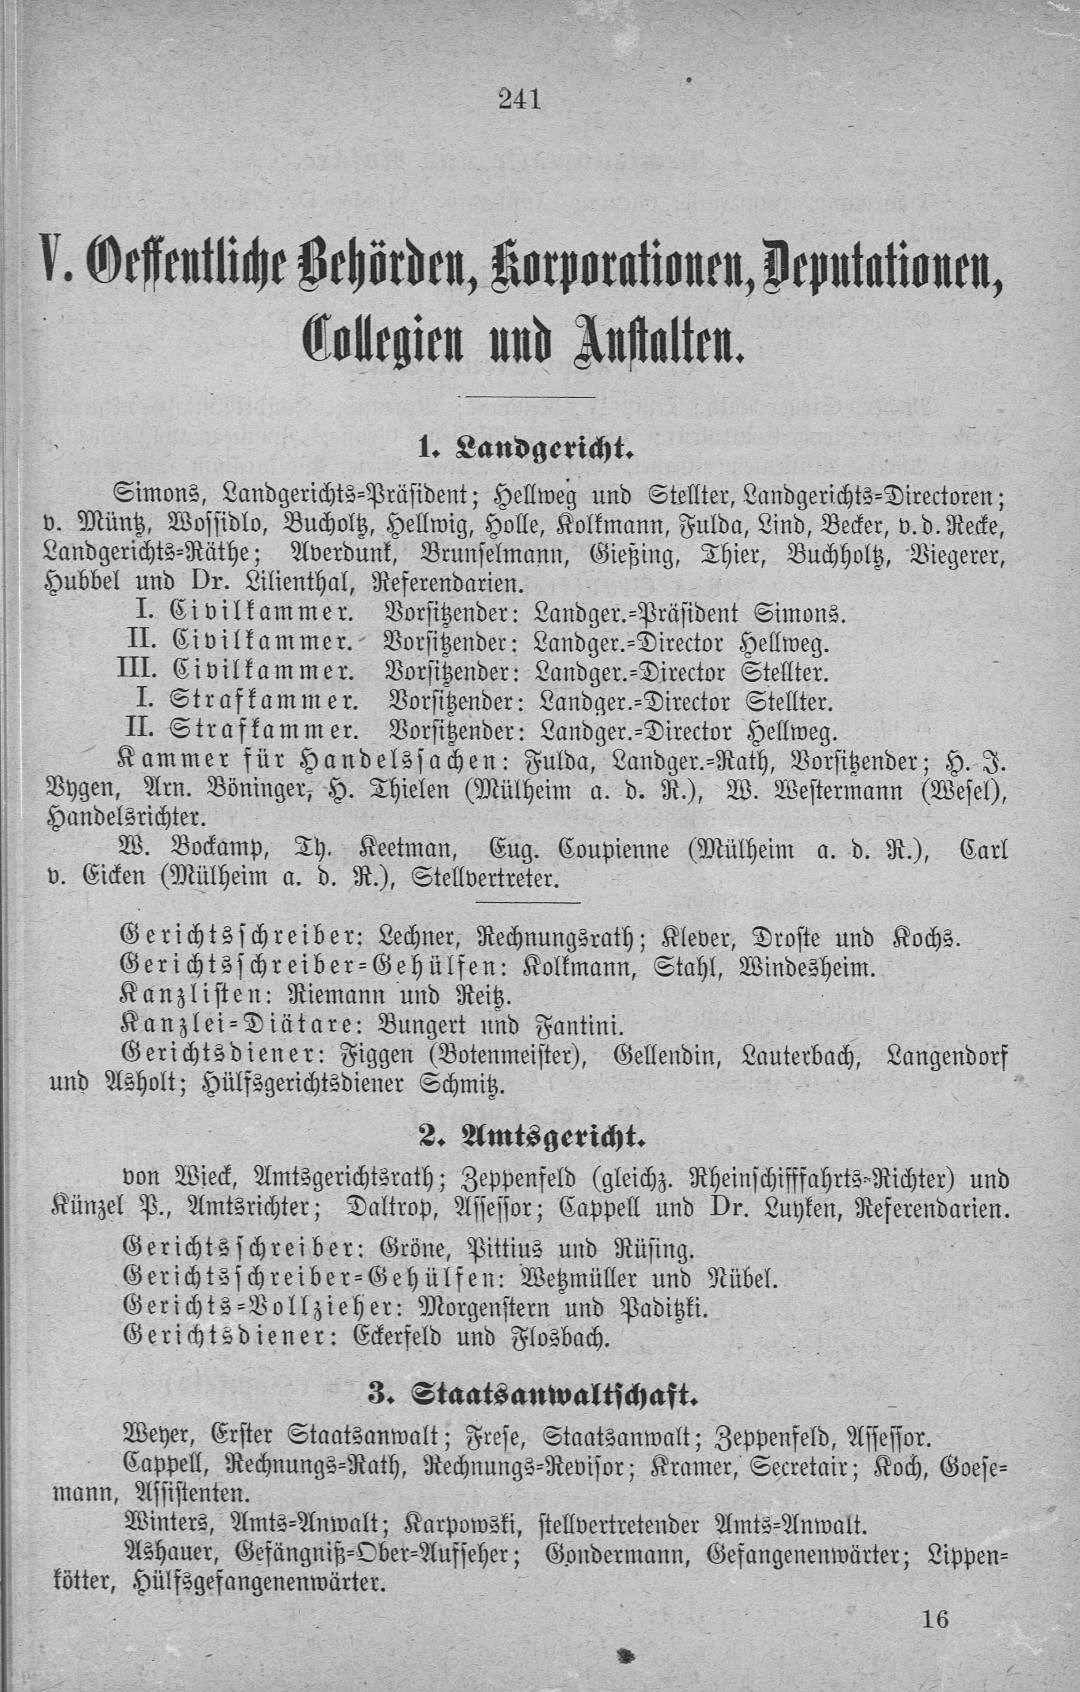 241
V. Oeffentliche Behörden, Korporationen, Deputationen,
Collegien und Anstalten.
1. Landgericht.
Simons, Landgerichts-Präsident; Hellweg und Stellter, Landgerichts-Directoren;
v. Müntz, Wossidlo, Bucholtz, Hellwig, Holle, Kolkmann, Fulda, Lind, Becker, v. d. Recke,
Landgerichts-Räthe; Averdunk, Brunselmann, Gießing, Thier, Buchholtz, Viegerer,
Hubbel und Dr. Lilienthal, Referendarien.
I. Civilkammer. Vorsitzender: Landger.-Präsident Simons.
II. Civilkammer. Vorsitzender: Landger.-Director Hellweg.
III. Civilkammer. Vorsitzender: Landger.-Director Stellter.
I. Strafkammer. Vorsitzender: Landger.-Director Stellter.
II. Strafkammer. Vorsitzender: Landger.-Director Hellweg.
Kammer für Handelssachen: Fulda, Landger.-Rath, Vorsitzender; H. J.
Vygen, Arn. Böninger, H. Thielen (Mülheim a. d. R.), W. Westermann (Wesel),
Handelsrichter.
W. Bockamp, Th. Keetman, Eug. Coupienne (Mülheim a. d. R.), Carl
v. Eicken (Mülheim a. d. R.), Stellvertreter.
Gerichtsschreiber: Lechner, Rechnungsrath; Klever, Droste und Kochs.
Gerichtsschreiber-Gehülfen: Kolkmann, Stahl, Windesheim.
Kanzlisten: Riemann und Reitz.
Kanzlei-Diätare: Bungert und Fantini.
Gerichtsdiener: Figgen (Botenmeister), Gellendin, Lauterbach, Langendorf
und Asholt; Hülfsgerichtsdiener Schmitz.
2. Amtsgericht.
von Wieck, Amtsgerichtsrath; Zeppenfeld (gleichz. Rheinschifffahrts-Richter) und
Künzel P., Amtsrichter; Daltrop, Assessor; Cappell und Dr. Luyken, Referendarien.
Gerichtsschreiber: Gröne, Pittius und Rüsing.
Gerichtsschreiber-Gehülfen: Wetzmüller und Nübel.
Gerichts-Vollzieher: Morgenstern und Paditzki.
Gerichtsdiener: Eckerfeld und Flosbach.
3. Staatsanwaltschaft.
Weyer, Erster Staatsanwalt; Frese, Staatsanwalt; Zeppenfeld, Assessor.
Cappell, Rechnungs-Rath, Rechnungs-Revisor; Kramer, Secretair; Koch, Goese-
mann, Assistenten.
Winters, Amts-Anwalt; Karpowski, stellvertretender Amts-Anwalt.
Ashauer, Gefängniß-Ober-Aufseher; Gondermann, Gefangenenwärter; Lippen-
kötter, Hülfsgefangenenwärter.
16